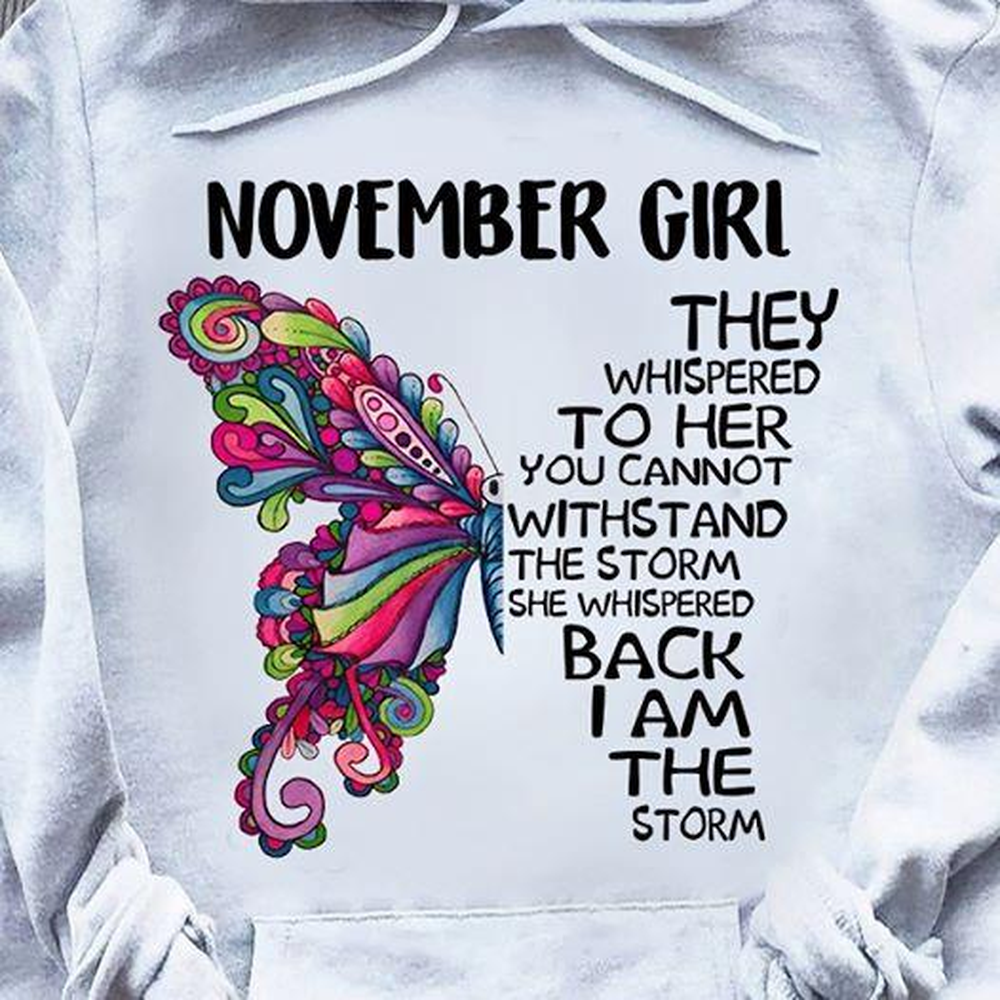 NOVEMBER GIRL
THEY
WHISPERED
TO HER
YOU CANNOT
WITHSTAND
THE STORM
SHE WHISPERED
BACK
I AM
THE
STORM